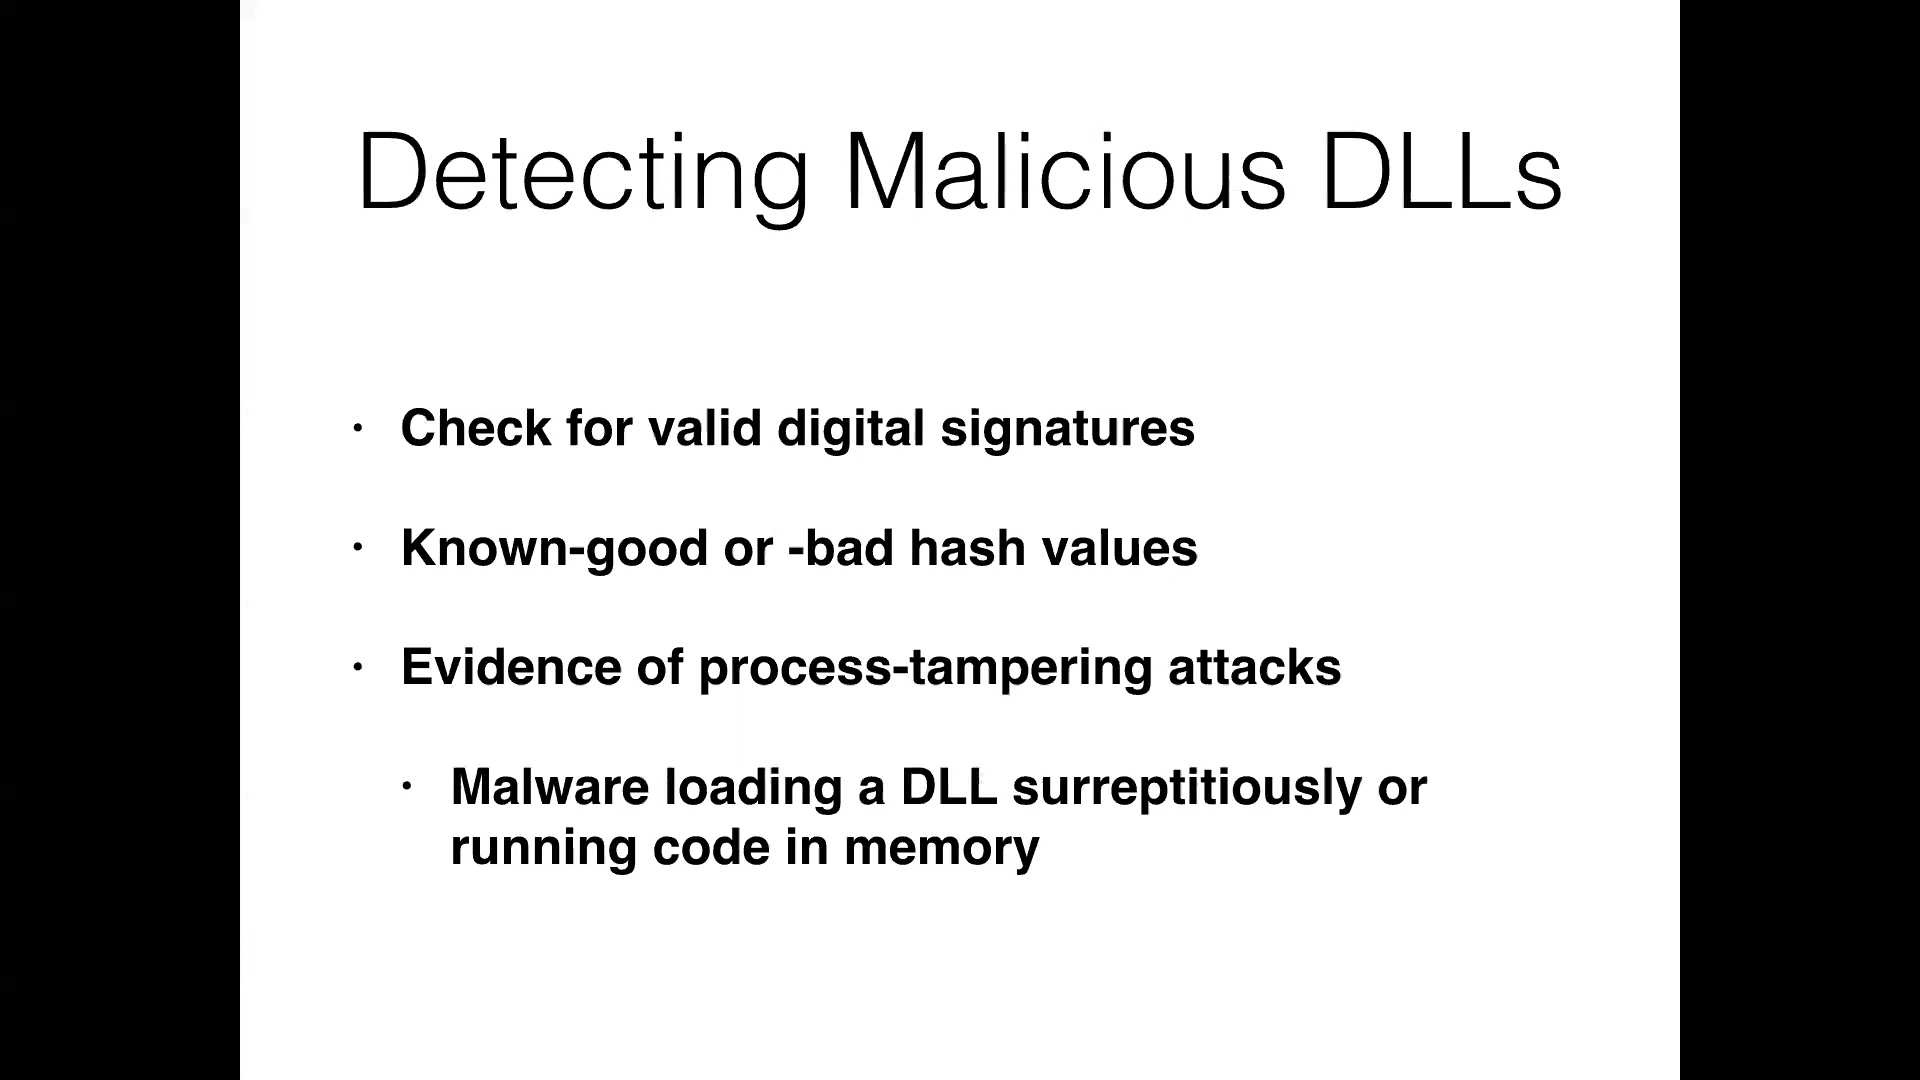 Detecting Malicious DLLs
• Check for valid digital signatures
• Known-good or -bad hash values
• Evidence of process-tampering attacks
• Malware loading a DLL surreptitiously or
running code in memory